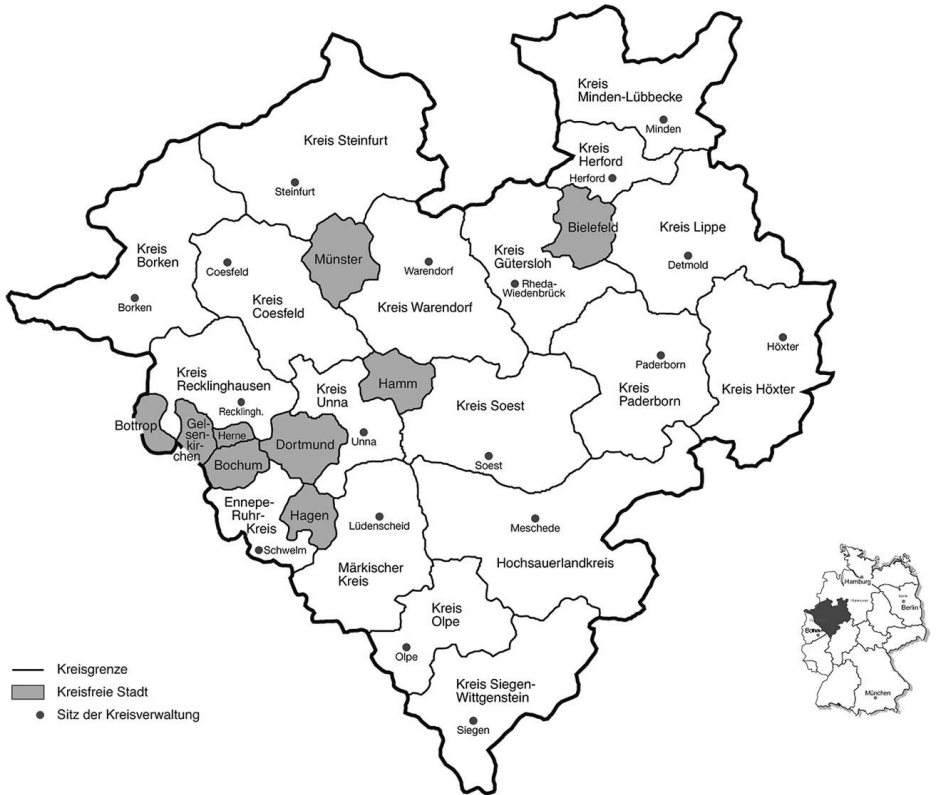 Kreis
Minden-Lübbecke
Minden
Kreis Steinfurt
Steinfurt
Kreis
Herford
Herford
Bielefeld
Kreis Lippe
Detmold
Kreis
Borken
Borken
Coesfeld
Kreis
Coesfeld
Münster
Warendorf
Kreis Warendorf
Kreis
Gütersloh
Rheda-
Wiedenbrück
Kreis
Recklinghausen
Recklingh.
Kreis
Unna
Unna
Hamm
Kreis Soest
Soest
Paderborn
Kreis
Paderborn
Höxter
Kreis Höxter
Bottrop
Gel-
sen-
kir-
chen
Herne
Bochum
Dortmund
Ennepe-
Ruhr-
Kreis
Schwelm
Hagen
Lüdenscheid
Märkischer
Kreis
Meschede
Hochsauerlandkreis
Kreis
Olpe
Olpe
Kreis Siegen-
Wittgenstein
Siegen
Kreisgrenze
Kreisfreie Stadt
Sitz der Kreisverwaltung
Hamburg
Berlin
Bonn
München